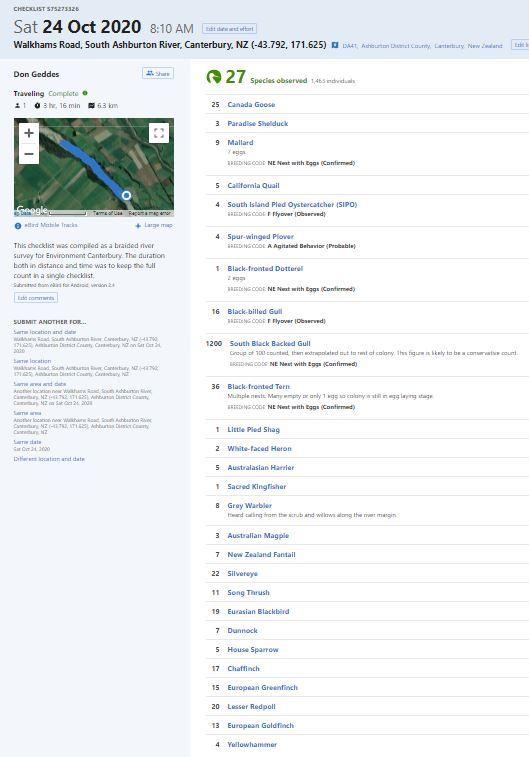 CHECKLIST S75273326
Sat 24 Oct 2020 8:10 AM Edit date and effort
Walkhams Road, South Ashburton River, Canterbury, NZ (-43.792, 171.625) DA41, Ashburton District County, Canterbury, New Zealand Edit l
Don Geddes
Share
Traveling Complete
1 3 hr, 16 min 6.3 km
+
−
Google
Map Data
Terms of Use
Report a map error
eBird Mobile Tracks
Large map
This checklist was compiled as a braided river
survey for Environment Canterbury. The duration
both in distance and time was to keep the full
count in a single checklist.
Submitted from eBird for Android, version 2.4
Edit comments
SUBMIT ANOTHER FOR...
Same location and date
Walkhams Road, South Ashburton River, Canterbury, NZ (-43.792,
171.625), Ashburton District County, Canterbury, NZ on Sat Oct 24,
2020
Same location
Walkhams Road, South Ashburton River, Canterbury, NZ (-43.792,
171.625), Ashburton District County, Canterbury, NZ
Same area and date
Another location near Walkhams Road, South Ashburton River,
Canterbury, NZ (-43.792, 171.625), Ashburton District County,
Canterbury, NZ on Sat Oct 24, 2020
Same area
Another location near Walkhams Road, South Ashburton River,
Canterbury, NZ (-43.792, 171.625), Ashburton District County,
Canterbury, NZ
Same date
Sat Oct 24, 2020
Different location and date
27 Species observed 1,463 individuals
25 Canada Goose
3 Paradise Shelduck
9 Mallard
7 eggs
BREEDING CODE NE Nest with Eggs (Confirmed)
5 California Quail
4 South Island Pied Oystercatcher (SIPO)
BREEDING CODE F Flyover (Observed)
4 Spur-winged Plover
BREEDING CODE A Agitated Behavior (Probable)
1 Black-fronted Dotterel
2 eggs
BREEDING CODE NE Nest with Eggs (Confirmed)
16 Black-billed Gull
BREEDING CODE F Flyover (Observed)
1200 South Black Backed Gull
Group of 100 counted, then extrapolated out to rest of colony. This figure is likely to be a conservative count.
BREEDING CODE NE Nest with Eggs (Confirmed)
36 Black-fronted Tern
Multiple nests. Many empty or only 1 egg so colony is still in egg laying stage.
BREEDING CODE NE Nest with Eggs (Confirmed)
1 Little Pied Shag
2 White-faced Heron
5 Australasian Harrier
1 Sacred Kingfisher
8 Grey Warbler
Heard calling from the scrub and willows along the river margin.
3 Australian Magpie
7 New Zealand Fantail
22 Silvereye
11 Song Thrush
19 Eurasian Blackbird
7 Dunnock
5 House Sparrow
17 Chaffinch
15 European Greenfinch
20 Lesser Redpoll
13 European Goldfinch
4 Yellowhammer